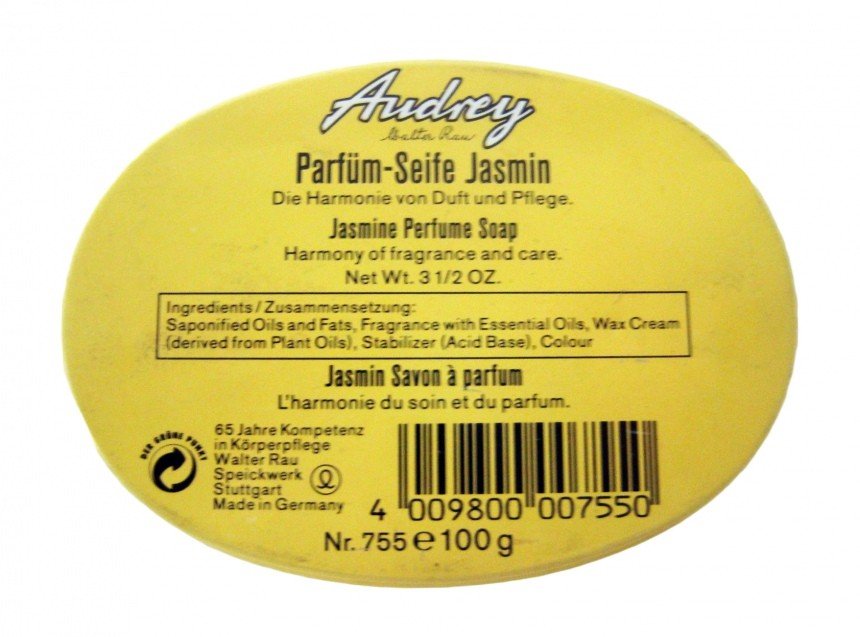 Audrey
Walter Rau
Parfüm-Seife Jasmin
Die Harmonie von Duft und Pflege.
Jasmine Perfume Soap
Harmony of fragrance and care.
Net Wt. 3 1/2 OZ.
Ingredients / Zusammensetzung:
Saponified Oils and Fats, Fragrance with Essential Oils, Wax Cream
(derived from Plant Oils), Stabilizer (Acid Base), Colour
Jasmin Savon à parfum
L'harmonie du soin et du parfum.
DER GRÜNE PUNKT
65 Jahre Kompetenz
in Körperpflege
Walter Rau
Speickwerk
Stuttgart
Made in Germany
4 009800 007550
Nr. 755 e 100 g